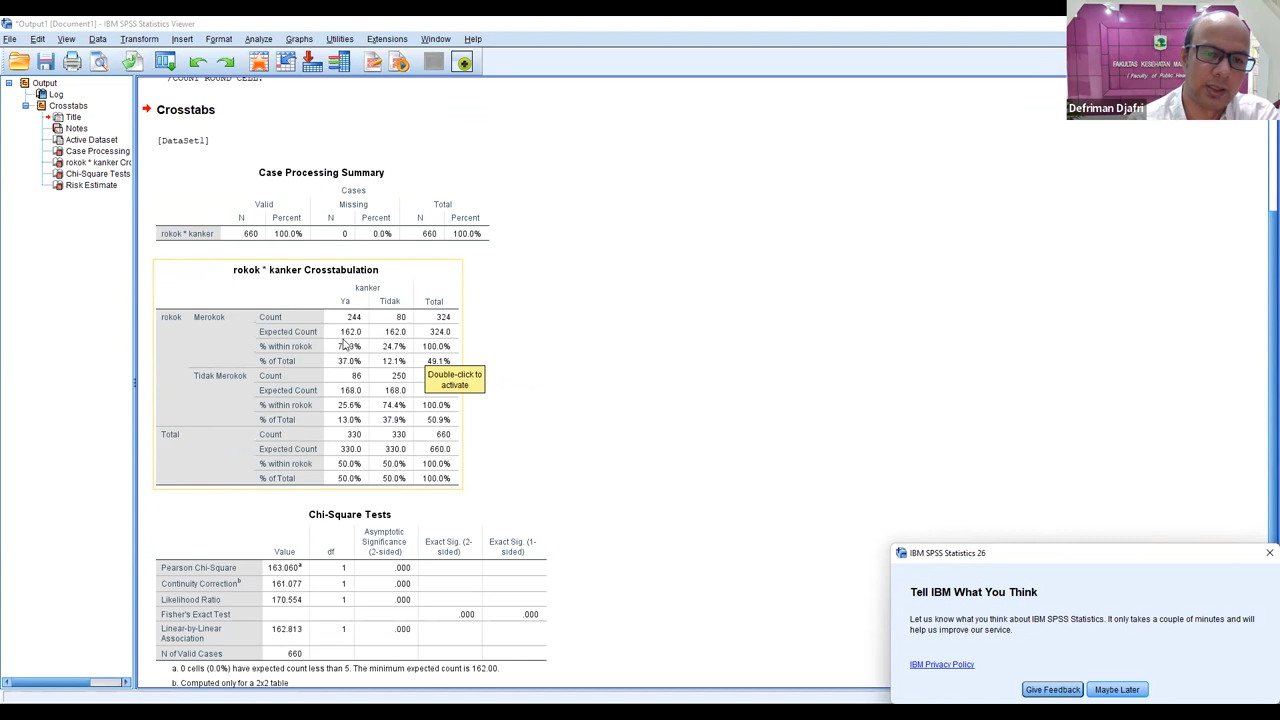 *Output1 [Document1] - IBM SPSS Statistics Viewer
File Edit View Data Transform Insert Format Analyze Graphs Utilities Extensions Window Help
Output
Log
Crosstabs
Title
Notes
Active Dataset
Case Processing
rokok * kanker Cro
Chi-Square Tests
Risk Estimate
/COUNT ROUND CELL.
Crosstabs
[DataSet1]
Case Processing Summary
Cases
Valid Missing Total
N Percent N Percent N Percent
rokok * kanker 660 100.0% 0 0.0% 660 100.0%
rokok * kanker Crosstabulation
kanker
Ya Tidak Total
rokok Merokok Count 244 80 324
Expected Count 162.0 162.0 324.0
% within rokok 24.7% 100.0%
% of Total 37.0% 12.1% 49.1%
Tidak Merokok Count 86 250
Expected Count 168.0 168.0
% within rokok 25.6% 74.4% 100.0%
% of Total 13.0% 37.9% 50.9%
Total Count 330 330 660
Expected Count 330.0 330.0 660.0
% within rokok 50.0% 50.0% 100.0%
% of Total 50.0% 50.0% 100.0%
Double-click to
activate
Chi-Square Tests
Value df Asymptotic Significance (2-sided) Exact Sig. (2-sided) Exact Sig. (1-sided)
Pearson Chi-Square 163.060a 1 .000
Continuity Correctionb 161.077 1 .000
Likelihood Ratio 170.554 1 .000
Fisher's Exact Test .000 .000
Linear-by-Linear Association 162.813 1 .000
N of Valid Cases 660
a. 0 cells (0.0%) have expected count less than 5. The minimum expected count is 162.00.
b. Computed only for a 2x2 table
FAKULTAS KESEHATAN
(Faculty of Public
Defriman Djafri
IBM SPSS Statistics 26
Tell IBM What You Think
Let us know what you think about IBM SPSS Statistics. It only takes a couple of minutes and will
help us improve our service.
IBM Privacy Policy
Give Feedback Maybe Later